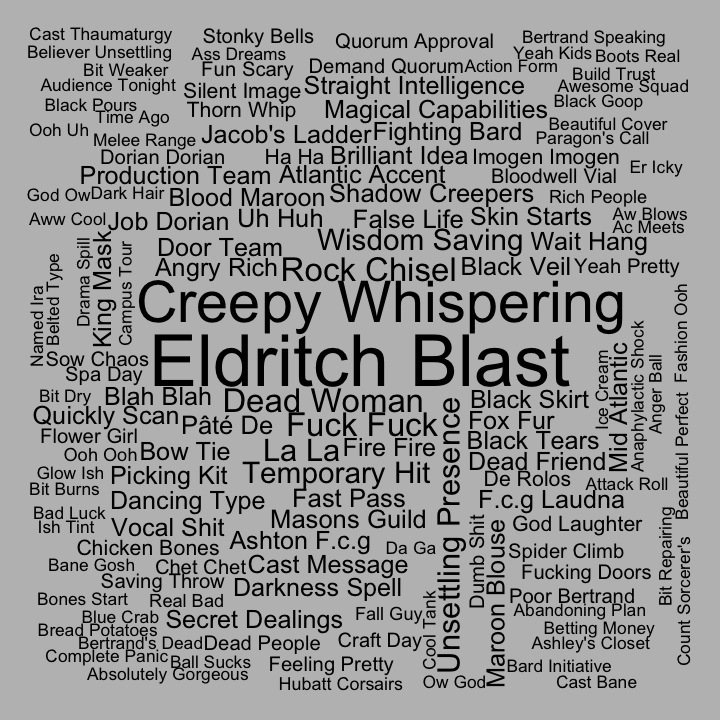 Cast Thaumaturgy
Stonky Bells
Quorum Approval
Bertrand Speaking
Believer Unsettling
Ass Dreams
Yeah Kids
Boots Real
Bit Weaker
Fun Scary
Demand Quorum
Action Form
Build Trust
Audience Tonight
Silent Image
Straight Intelligence
Awesome Squad
Black Pours
Time Ago
Thorn Whip
Magical Capabilities
Black Goop
Ooh Uh
Melee Range
Jacob's Ladder
Fighting Bard
Beautiful Cover
Paragon's Call
Dorian Dorian
Ha Ha
Brilliant Idea
Imogen Imogen
Er Icky
Production Team
Atlantic Accent
Bloodwell Vial
God Ow
Dark Hair
Blood Maroon
Shadow Creepers
Rich People
Aww Cool
Job Dorian
Uh Huh
False Life
Skin Starts
Aw Blows
Ac Meets
Door Team
Wisdom Saving
Wait Hang
Angry Rich
Rock Chisel
Black Veil
Yeah Pretty
Named Ira
Belted Type
Drama Spill
King Mask
Campus Tour
Creepy Whispering
Eldritch Blast
Fashion Ooh
Sow Chaos
Spa Day
Ice Cream
Mid Atlantic
Anaphylactic Shock
Anger Ball
Beautiful Perfect
Bit Dry
Blah Blah
Dead Woman
Black Skirt
Quickly Scan
Pâté De
Fuck Fuck
Fox Fur
Flower Girl
Black Tears
Ooh Ooh
Bow Tie
La La
Fire Fire
Dead Friend
Glow Ish
Picking Kit
Temporary Hit
De Rolos
Attack Roll
Bit Burns
Dancing Type
Fast Pass
F.c.g Laudna
Bad Luck
Ish Tint
Vocal Shit
Masons Guild
God Laughter
Unsettling Presence
Dumb Shit
Maroon Blouse
Bit Repairing
Count Sorcerer's
Chicken Bones
Ashton F.c.g
Da Ga
Spider Climb
Bane Gosh
Chet Chet
Cast Message
Fucking Doors
Saving Throw
Darkness Spell
Poor Bertrand
Bones Start
Real Bad
Abandoning Plan
Blue Crab
Secret Dealings
Fall Guy
Cool Tank
Betting Money
Bread Potatoes
Bertrand's Dead
Dead People
Craft Day
Ashley's Closet
Complete Panic
Ball Sucks
Feeling Pretty
Bard Initiative
Absolutely Gorgeous
Hubatt Corsairs
Ow God
Cast Bane